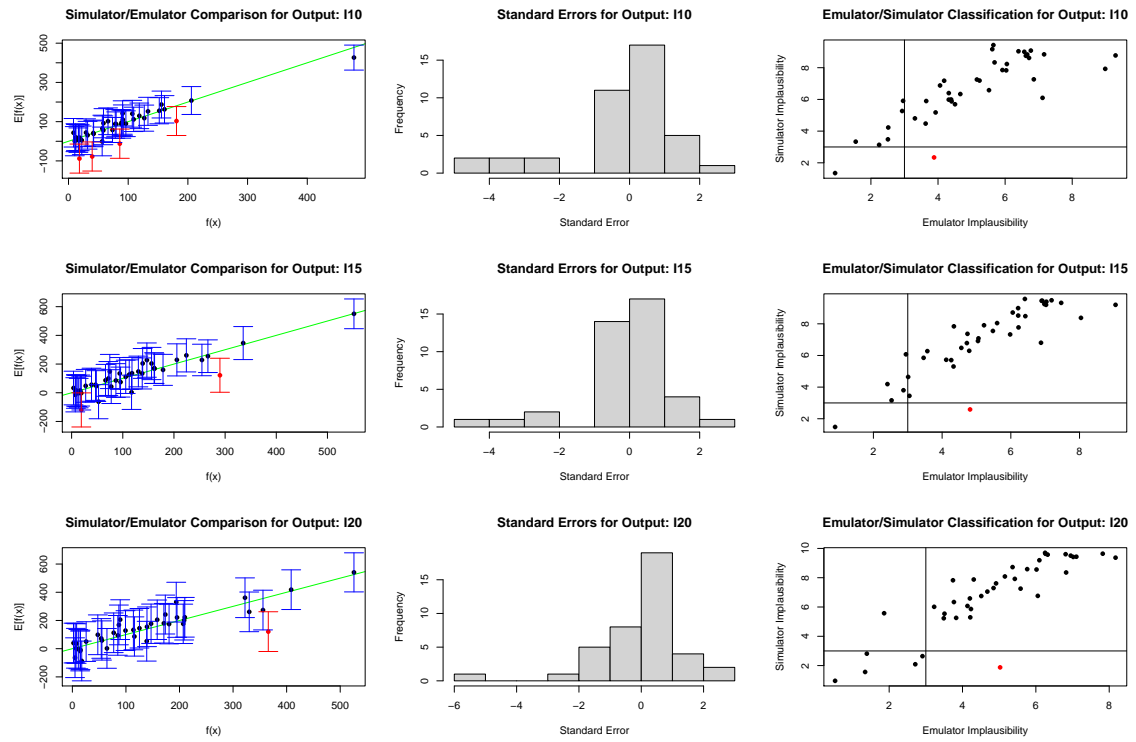 Simulator/Emulator Comparison for Output: I10
E[f(x)]
500
300
100
−100
0 100 200 300 400
f(x)
Standard Errors for Output: I10
Frequency
15
10
5
0
−4 −2 0 2
Standard Error
Emulator/Simulator Classification for Output: I10
Simulator Implausibility
8
6
4
2
2 4 6 8
Emulator Implausibility
Simulator/Emulator Comparison for Output: I15
E[f(x)]
600
400
200
0
−200
0 100 200 300 400 500
f(x)
Standard Errors for Output: I15
Frequency
15
10
5
0
−4 −2 0 2
Standard Error
Emulator/Simulator Classification for Output: I15
Simulator Implausibility
8
6
4
2
2 4 6 8
Emulator Implausibility
Simulator/Emulator Comparison for Output: I20
E[f(x)]
600
400
200
0
−200
0 100 200 300 400 500
f(x)
Standard Errors for Output: I20
Frequency
15
10
5
0
−6 −4 −2 0 2
Standard Error
Emulator/Simulator Classification for Output: I20
Simulator Implausibility
10
8
6
4
2
2 4 6 8
Emulator Implausibility